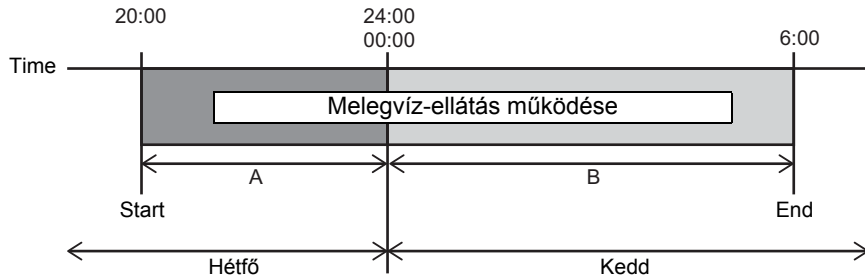 20:00
24:00
00:00
6:00
Time
Melegvíz-ellátás működése
A
B
Start
End
Hétfő
Kedd